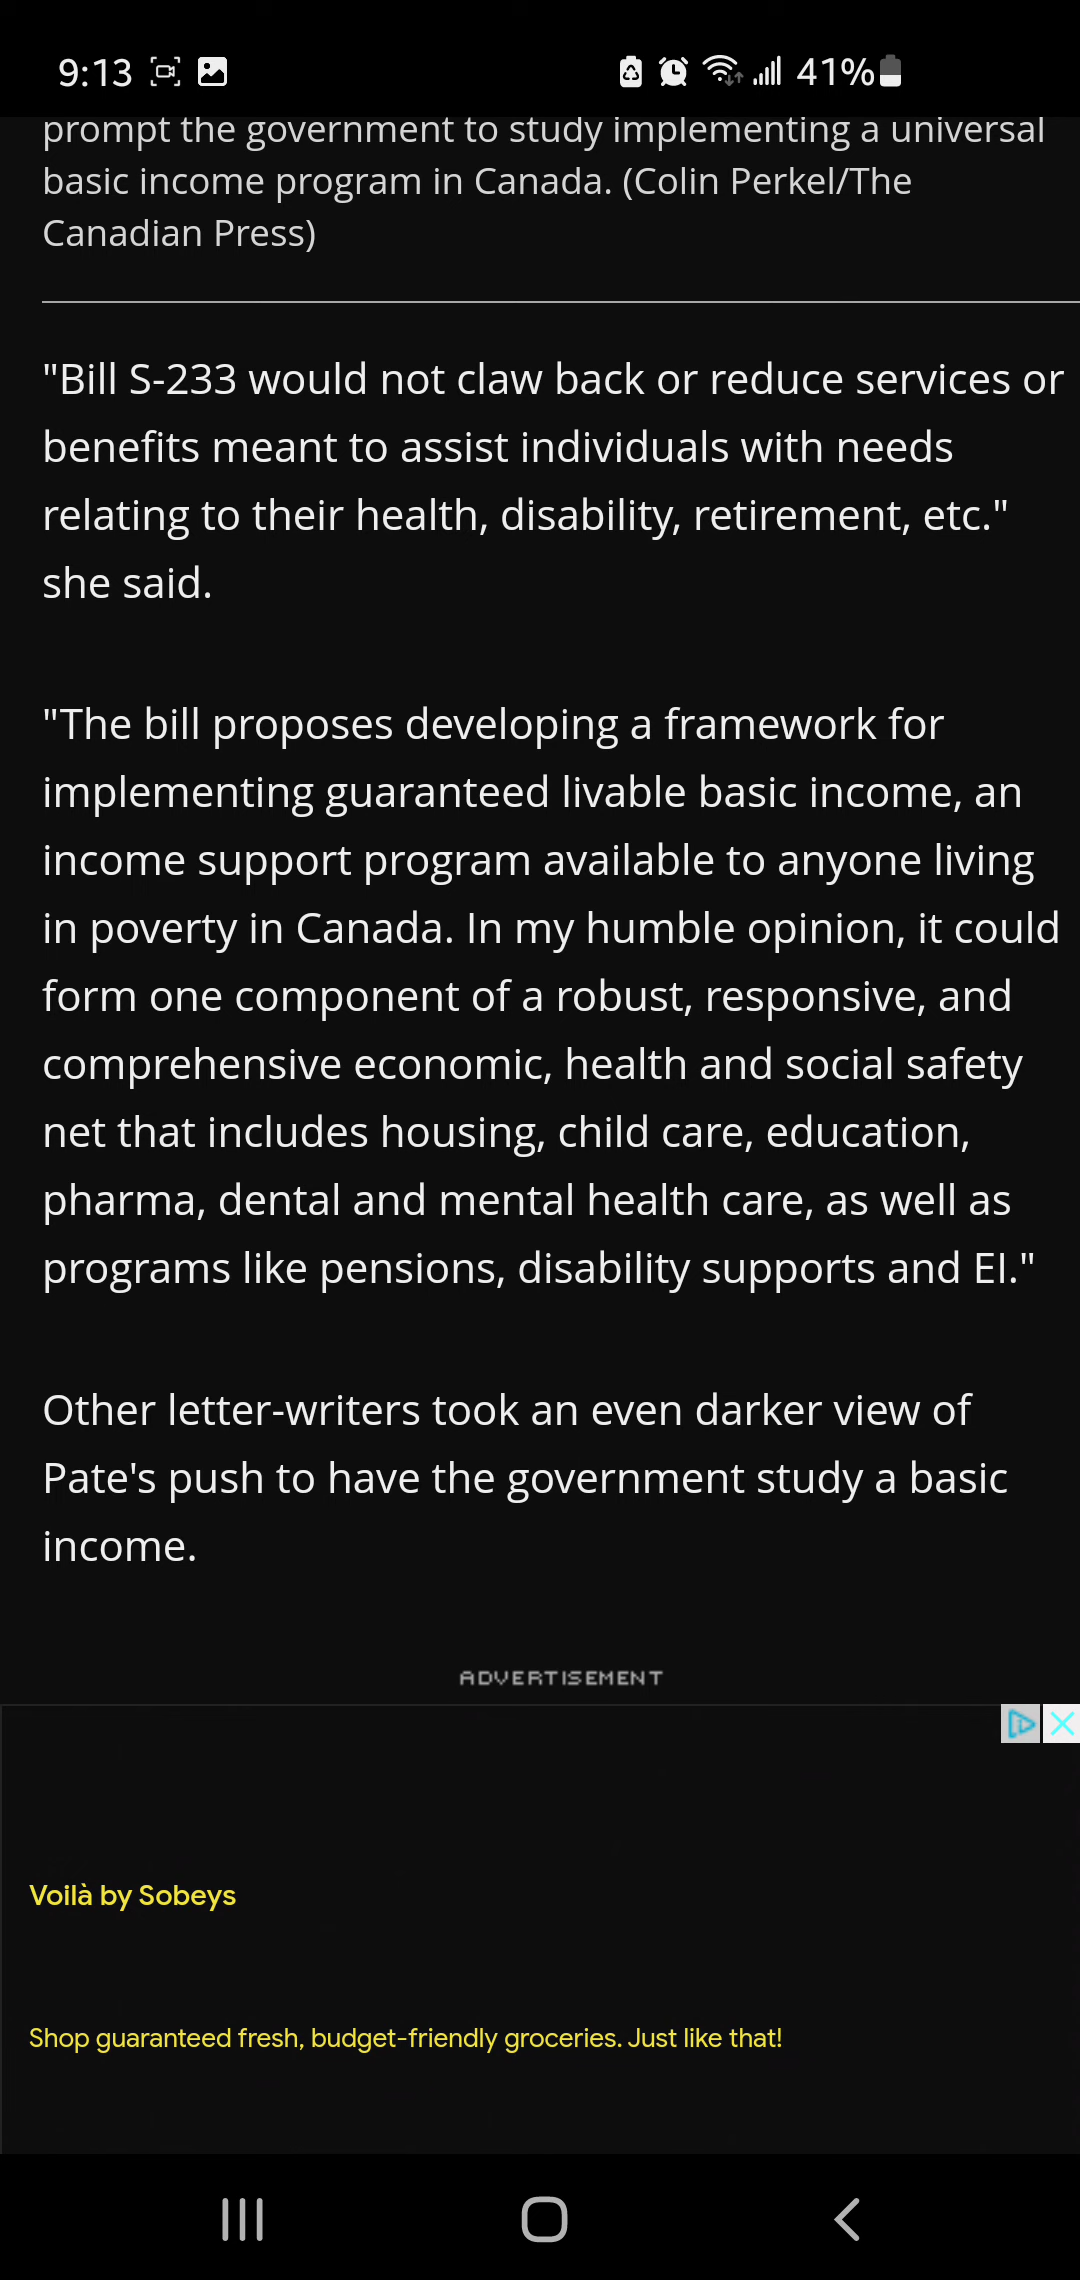 9:13
41%
prompt the government to study implementing a universal
basic income program in Canada. (Colin Perkel/The
Canadian Press)
"Bill S-233 would not claw back or reduce services or
benefits meant to assist individuals with needs
relating to their health, disability, retirement, etc."
she said.
"The bill proposes developing a framework for
implementing guaranteed livable basic income, an
income support program available to anyone living
in poverty in Canada. In my humble opinion, it could
form one component of a robust, responsive, and
comprehensive economic, health and social safety
net that includes housing, child care, education,
pharma, dental and mental health care, as well as
programs like pensions, disability supports and EI."
Other letter-writers took an even darker view of
Pate's push to have the government study a basic
income.
ADVERTISEMENT
Voilà by Sobeys
Shop guaranteed fresh, budget-friendly groceries. Just like that!